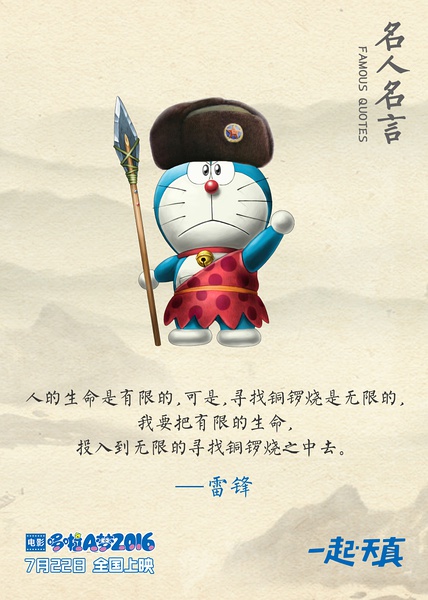 名人名言
FAMOUS QUOTES
人的生命是有限的,可是,寻找铜锣烧是无限的,
我要把有限的生命,
投入到无限的寻找铜锣烧之中去。
——雷锋
电影 哆啦A梦2016
7月22日 全国上映
一起·天真